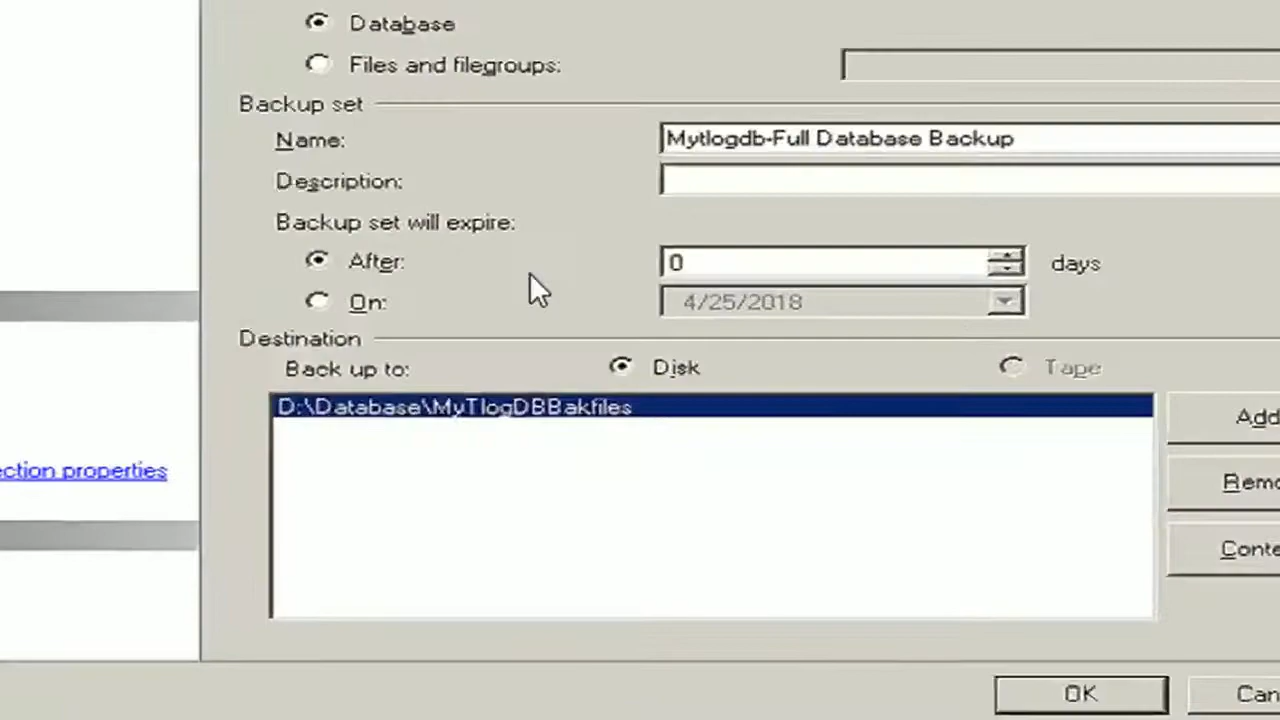 Database
Files and filegroups:
Backup set
Name: Mytlogdb-Full Database Backup
Description:
Backup set will expire:
After: 0 days
On: 4/25/2018
Destination
Back up to: Disk Tape
D:\Database\MyTlogDBBakfiles
Add
ection properties
Remo
Conte
OK Can